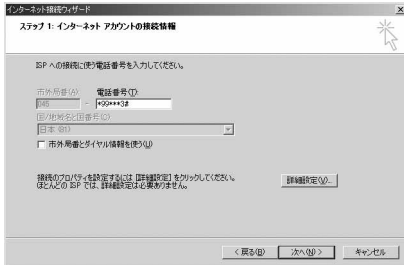 インターネット接続ウィザード
ステップ 1: インターネット アカウントの接続情報
ISP への接続に使う電話番号を入力してください。
市外局番(A) 電話番号(T):
045 - *99***3#
国/地域名と国番号(C)
日本 (81)
市外局番とダイヤル情報を使う(U)
接続のプロパティを設定するには [詳細設定] をクリックしてください。
ほとんどの ISP では、詳細設定は必要ありません。
詳細設定(V)...
< 戻る(B) 次へ(N) > キャンセル